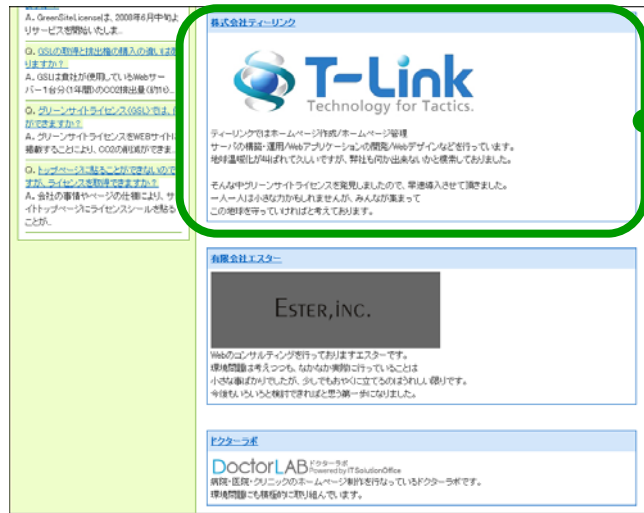 A. GreenSiteLicenseは、2008年6月中旬よ
りサービスを開始いたしま...
Q. GSLの取得と排出権の購入の違いはあ
りますか？
A. GSLは貴社が使用しているWebサー
バー1台分(1年間)のCO2排出量(約1t)...
Q. グリーンサイトライセンス(GSL)では、
ができますか？
A. グリーンサイトライセンスをWEBサイトに
掲載することにより、CO2の削減ができま...
Q. トップページに貼ることができないので
すが、ライセンスを取得できますか？
A. 会社の事情やページの仕様により、サ
イトトップページにライセンスシールを貼る
ことが...
株式会社ティーリンク
T-Link
Technology for Tactics.
ティーリンクではホームページ作成/ホームページ管理
サーバの構築・運用/Webアプリケーションの開発/Webデザインなどを行っています。
地球温暖化が叫ばれて久しいですが、弊社も何か出来ないかと模索しておりました。
そんな中グリーンサイトライセンスを発見しましたので、早速導入させて頂きました。
一人一人は小さな力かもしれませんが、みんなが集まって
この地球を守っていければと考えております。
有限会社エスター
ESTER,iNC.
Webのコンサルティングを行っておりますエスターです。
環境問題は考えつつも、なかなか実際に行っていることは
小さな事ばかりでしたが、少しでもお役に立てるのはうれしい限りです。
今後もいろいろと検討できればと思う第一歩になりました。
ドクターラボ
DoctorLAB ドクターラボ
Powered by IT SolutionOffice
病院・医院・クリニックのホームページ制作を行なっているドクターラボです。
環境問題にも積極的に取り組んでいます。